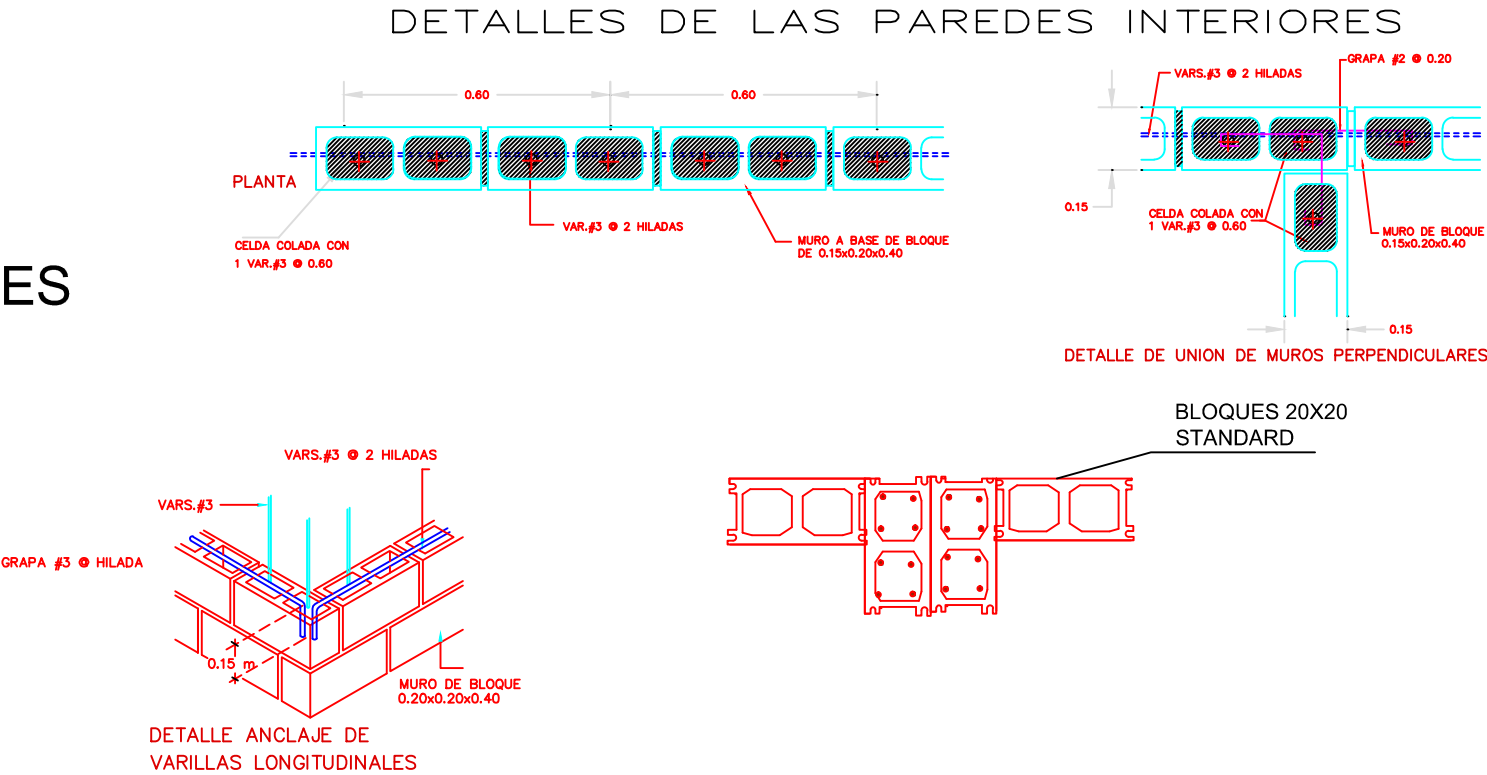 DETALLES DE LAS PAREDES INTERIORES
0.60
0.60
PLANTA
CELDA COLADA CON
1 VAR.#3 @ 0.60
VAR.#3 @ 2 HILADAS
MURO A BASE DE BLOQUE
DE 0.15x0.20x0.40
VARS.#3 @ 2 HILADAS
GRAPA #2 @ 0.20
0.15
CELDA COLADA CON
1 VAR.#3 @ 0.60
MURO DE BLOQUE
0.15x0.20x0.40
0.15
DETALLE DE UNION DE MUROS PERPENDICULARES
ES
VARS.#3 @ 2 HILADAS
VARS.#3
GRAPA #3 @ HILADA
0.15 m
MURO DE BLOQUE
0.20x0.20x0.40
DETALLE ANCLAJE DE
VARILLAS LONGITUDINALES
BLOQUES 20X20
STANDARD